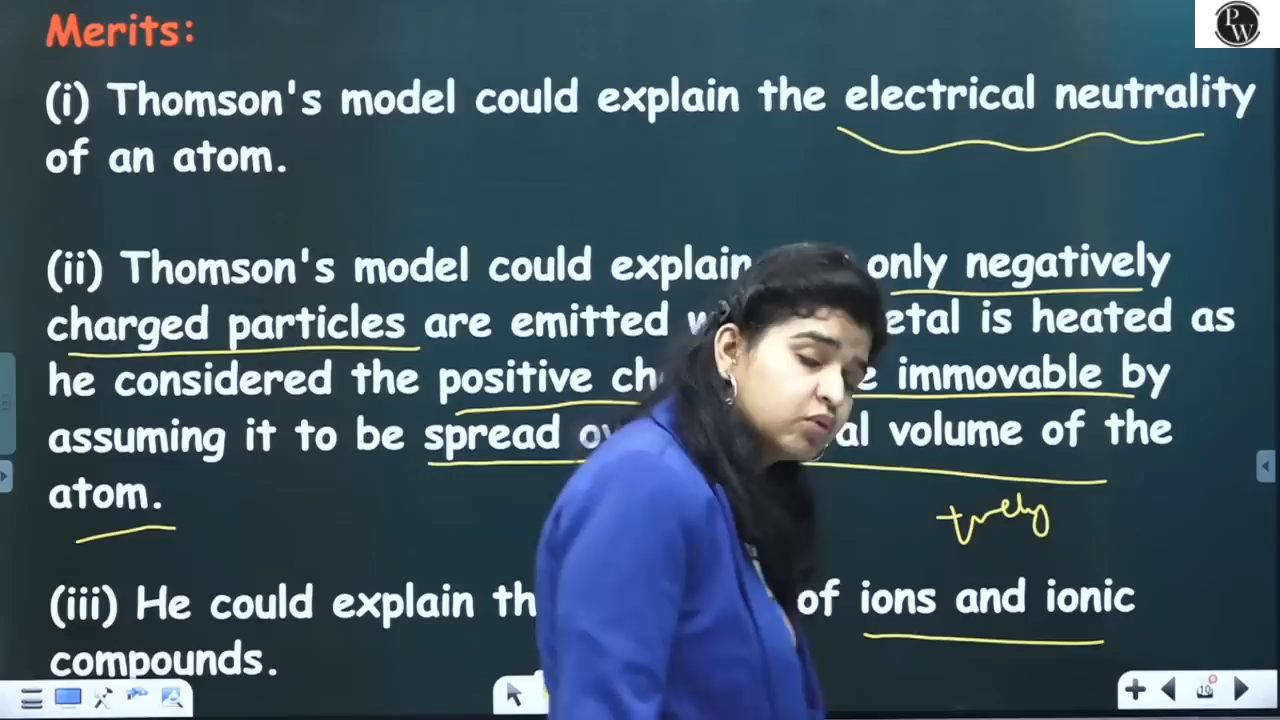 PW
Merits:
(i) Thomson's model could explain the electrical neutrality
of an atom.
(ii) Thomson's model could explain only negatively
charged particles are emitted etal is heated as
he considered the positive ch e immovable by
assuming it to be spread ov al volume of the
atom.
(iii) He could explain th of ions and ionic
compounds.